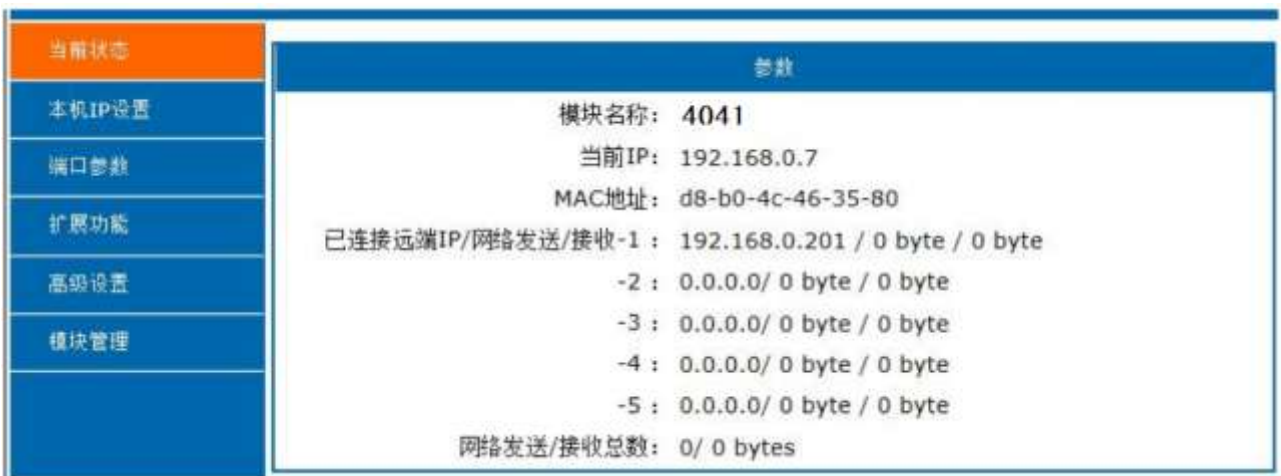 当前状态
本机IP设置
端口参数
扩展功能
高级设置
模块管理
参数
模块名称： 4041
当前IP： 192.168.0.7
MAC地址： d8-b0-4c-46-35-80
已连接远端IP/网络发送/接收-1： 192.168.0.201 / 0 byte / 0 byte
-2： 0.0.0.0/ 0 byte / 0 byte
-3： 0.0.0.0/ 0 byte / 0 byte
-4： 0.0.0.0/ 0 byte / 0 byte
-5： 0.0.0.0/ 0 byte / 0 byte
网络发送/接收总数： 0/ 0 bytes